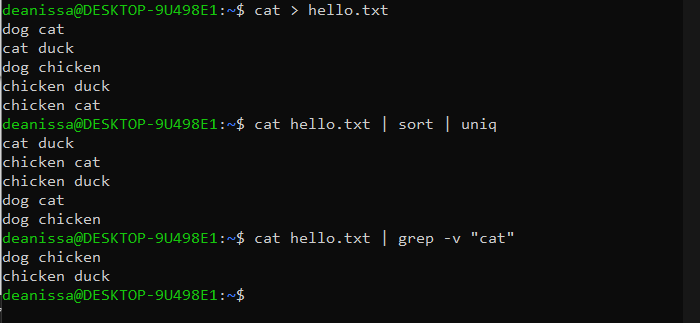 deanissa@DESKTOP-9U498E1:~$ cat > hello.txt
dog cat
cat duck
dog chicken
chicken duck
chicken cat
deanissa@DESKTOP-9U498E1:~$ cat hello.txt | sort | uniq
cat duck
chicken cat
chicken duck
dog cat
dog chicken
deanissa@DESKTOP-9U498E1:~$ cat hello.txt | grep -v "cat"
dog chicken
chicken duck
deanissa@DESKTOP-9U498E1:~$